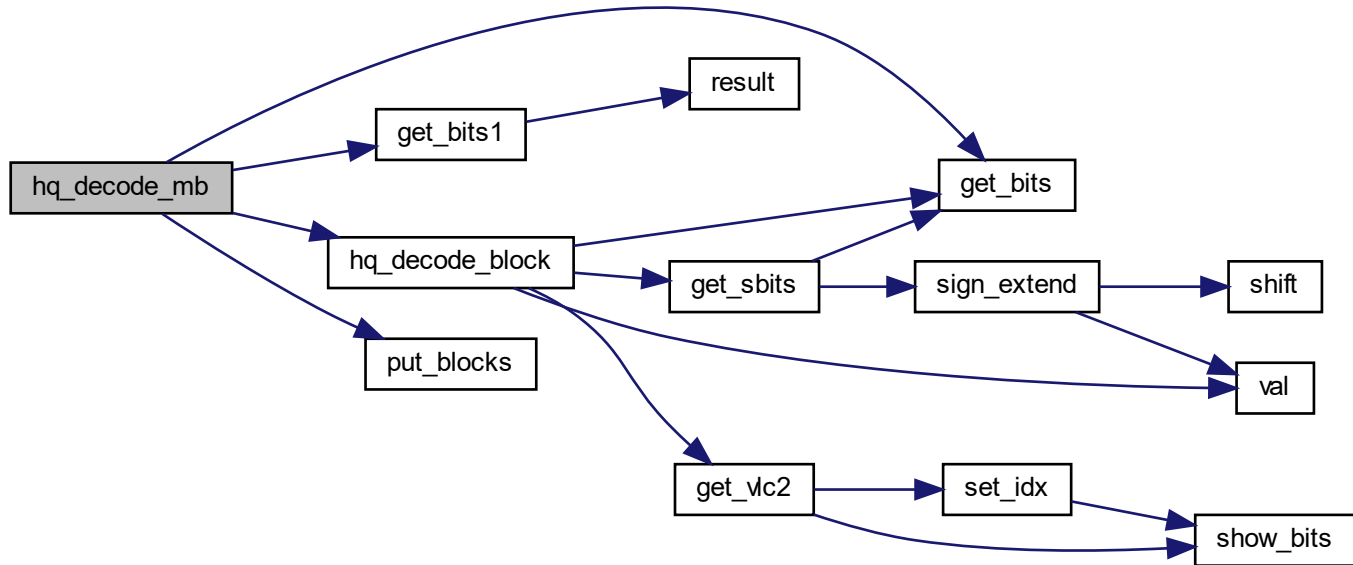 result
get_bits1
hq_decode_mb
get_bits
hq_decode_block
get_sbits
sign_extend
shift
put_blocks
val
get_vlc2
set_idx
show_bits